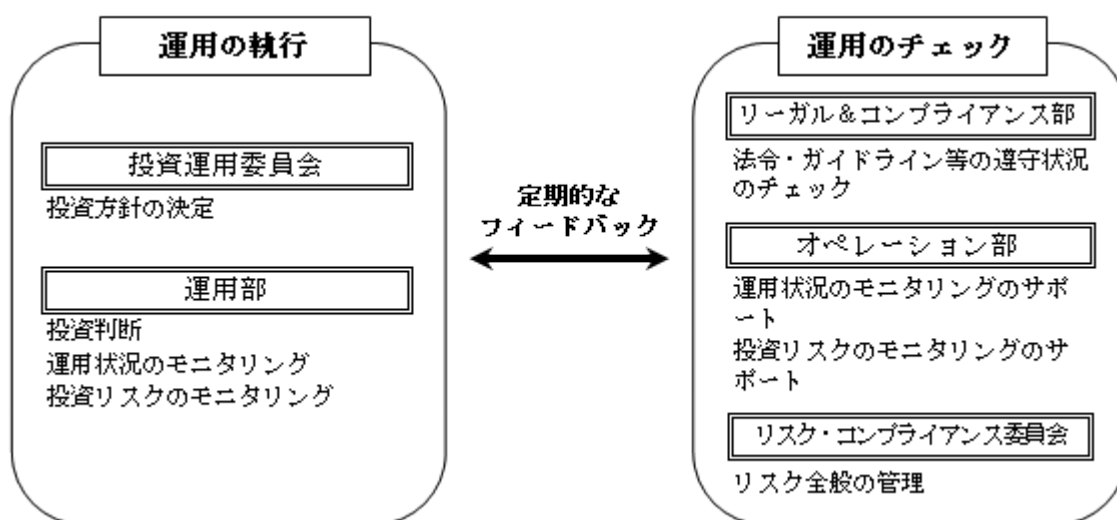 運用の執行
投資運用委員会
投資方針の決定
運用部
投資判断
運用状況のモニタリング
投資リスクのモニタリング
定期的な
フィードバック
運用のチェック
リーガル＆コンプライアンス部
法令・ガイドライン等の遵守状況
のチェック
オペレーション部
運用状況のモニタリングのサポ
ート
投資リスクのモニタリングのサ
ポート
リスク・コンプライアンス委員会
リスク全般の管理